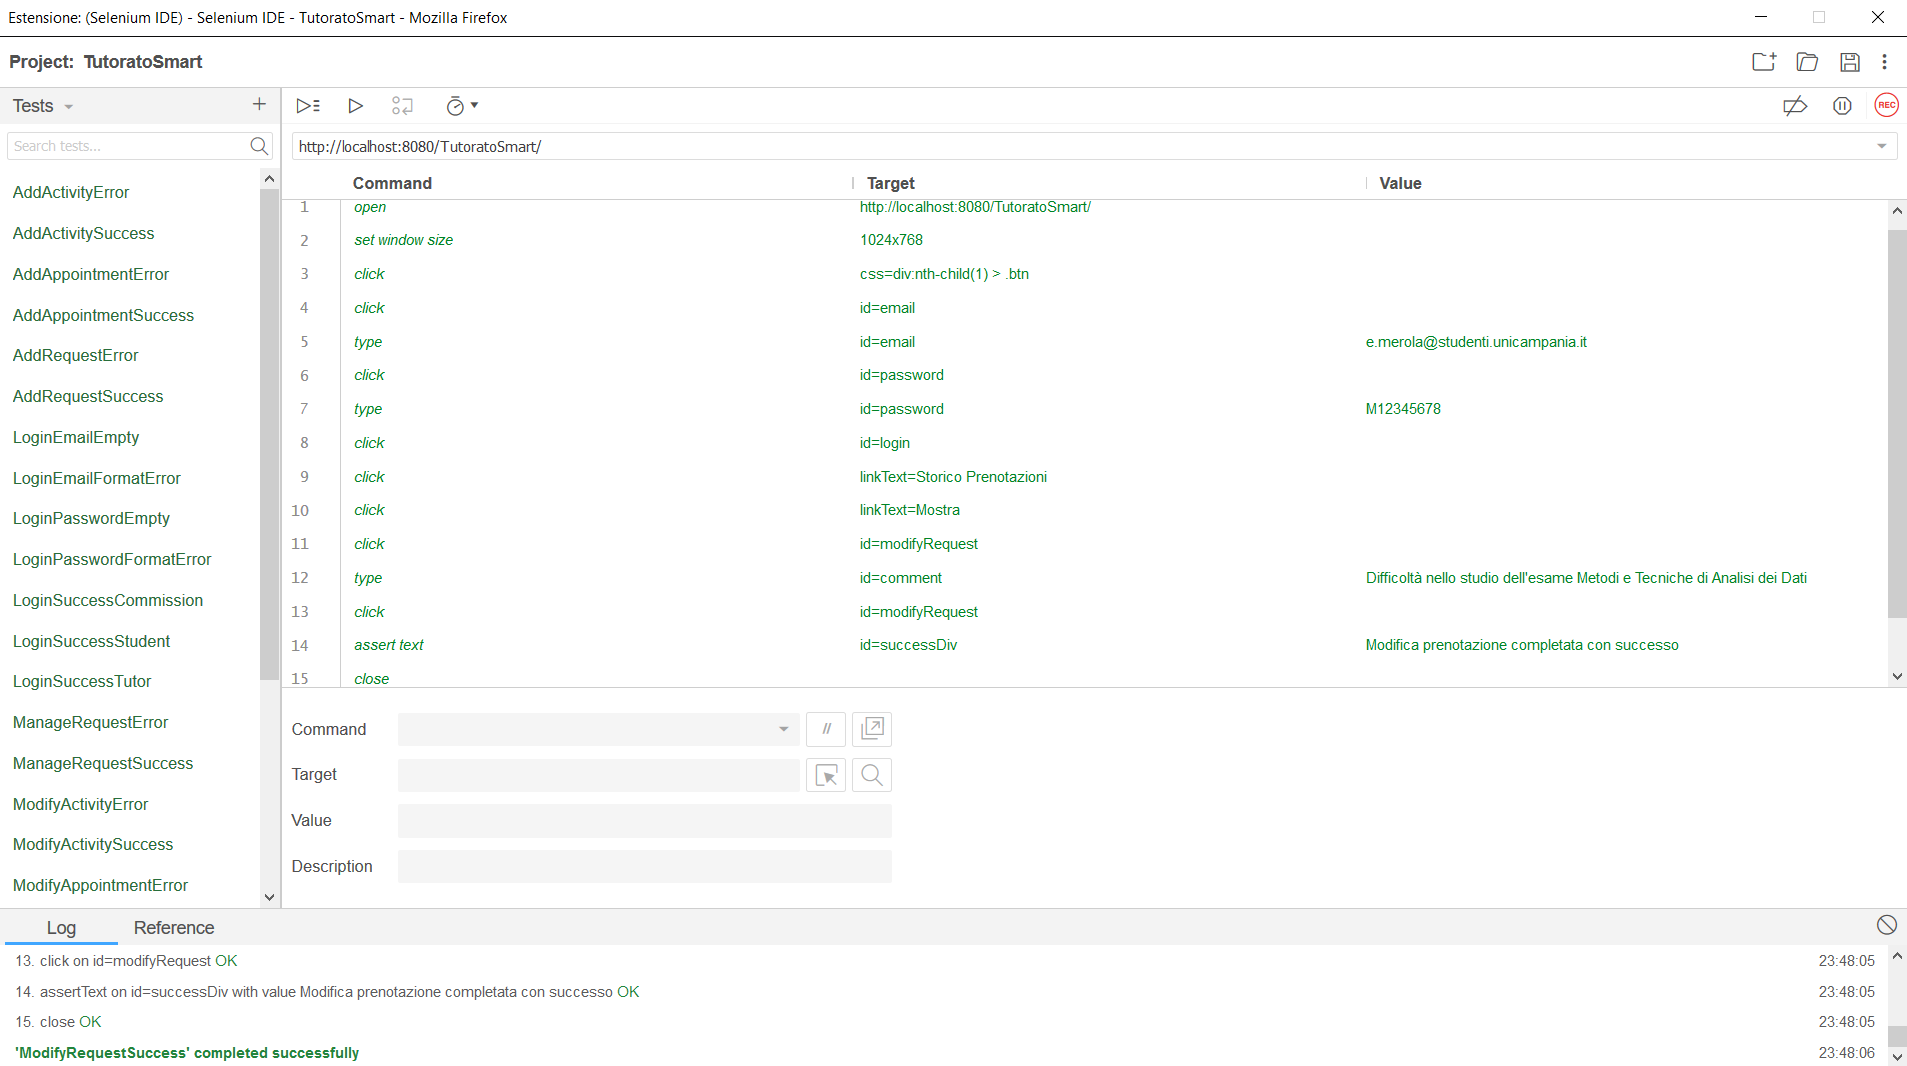 Estensione: (Selenium IDE) - Selenium IDE - TutoratoSmart - Mozilla Firefox
Project: TutoratoSmart
Tests
Search tests...
AddActivityError
AddActivitySuccess
AddAppointmentError
AddAppointmentSuccess
AddRequestError
AddRequestSuccess
LoginEmailEmpty
LoginEmailFormatError
LoginPasswordEmpty
LoginPasswordFormatError
LoginSuccessCommission
LoginSuccessStudent
LoginSuccessTutor
ManageRequestError
ManageRequestSuccess
ModifyActivityError
ModifyActivitySuccess
ModifyAppointmentError
REC
http://localhost:8080/TutoratoSmart/
Command Target Value
1 open http://localhost:8080/TutoratoSmart/
2 set window size 1024x768
3 click css=div:nth-child(1) > .btn
4 click id=email
5 type id=email e.merola@studenti.unicampania.it
6 click id=password
7 type id=password M12345678
8 click id=login
9 click linkText=Storico Prenotazioni
10 click linkText=Mostra
11 click id=modifyRequest
12 type id=comment Difficoltà nello studio dell'esame Metodi e Tecniche di Analisi dei Dati
13 click id=modifyRequest
14 assert text id=successDiv Modifica prenotazione completata con successo
15 close
Command //
Target
Value
Description
Log Reference
13. click on id=modifyRequest OK 23:48:05
14. assertText on id=successDiv with value Modifica prenotazione completata con successo OK 23:48:05
15. close OK 23:48:05
'ModifyRequestSuccess' completed successfully 23:48:06